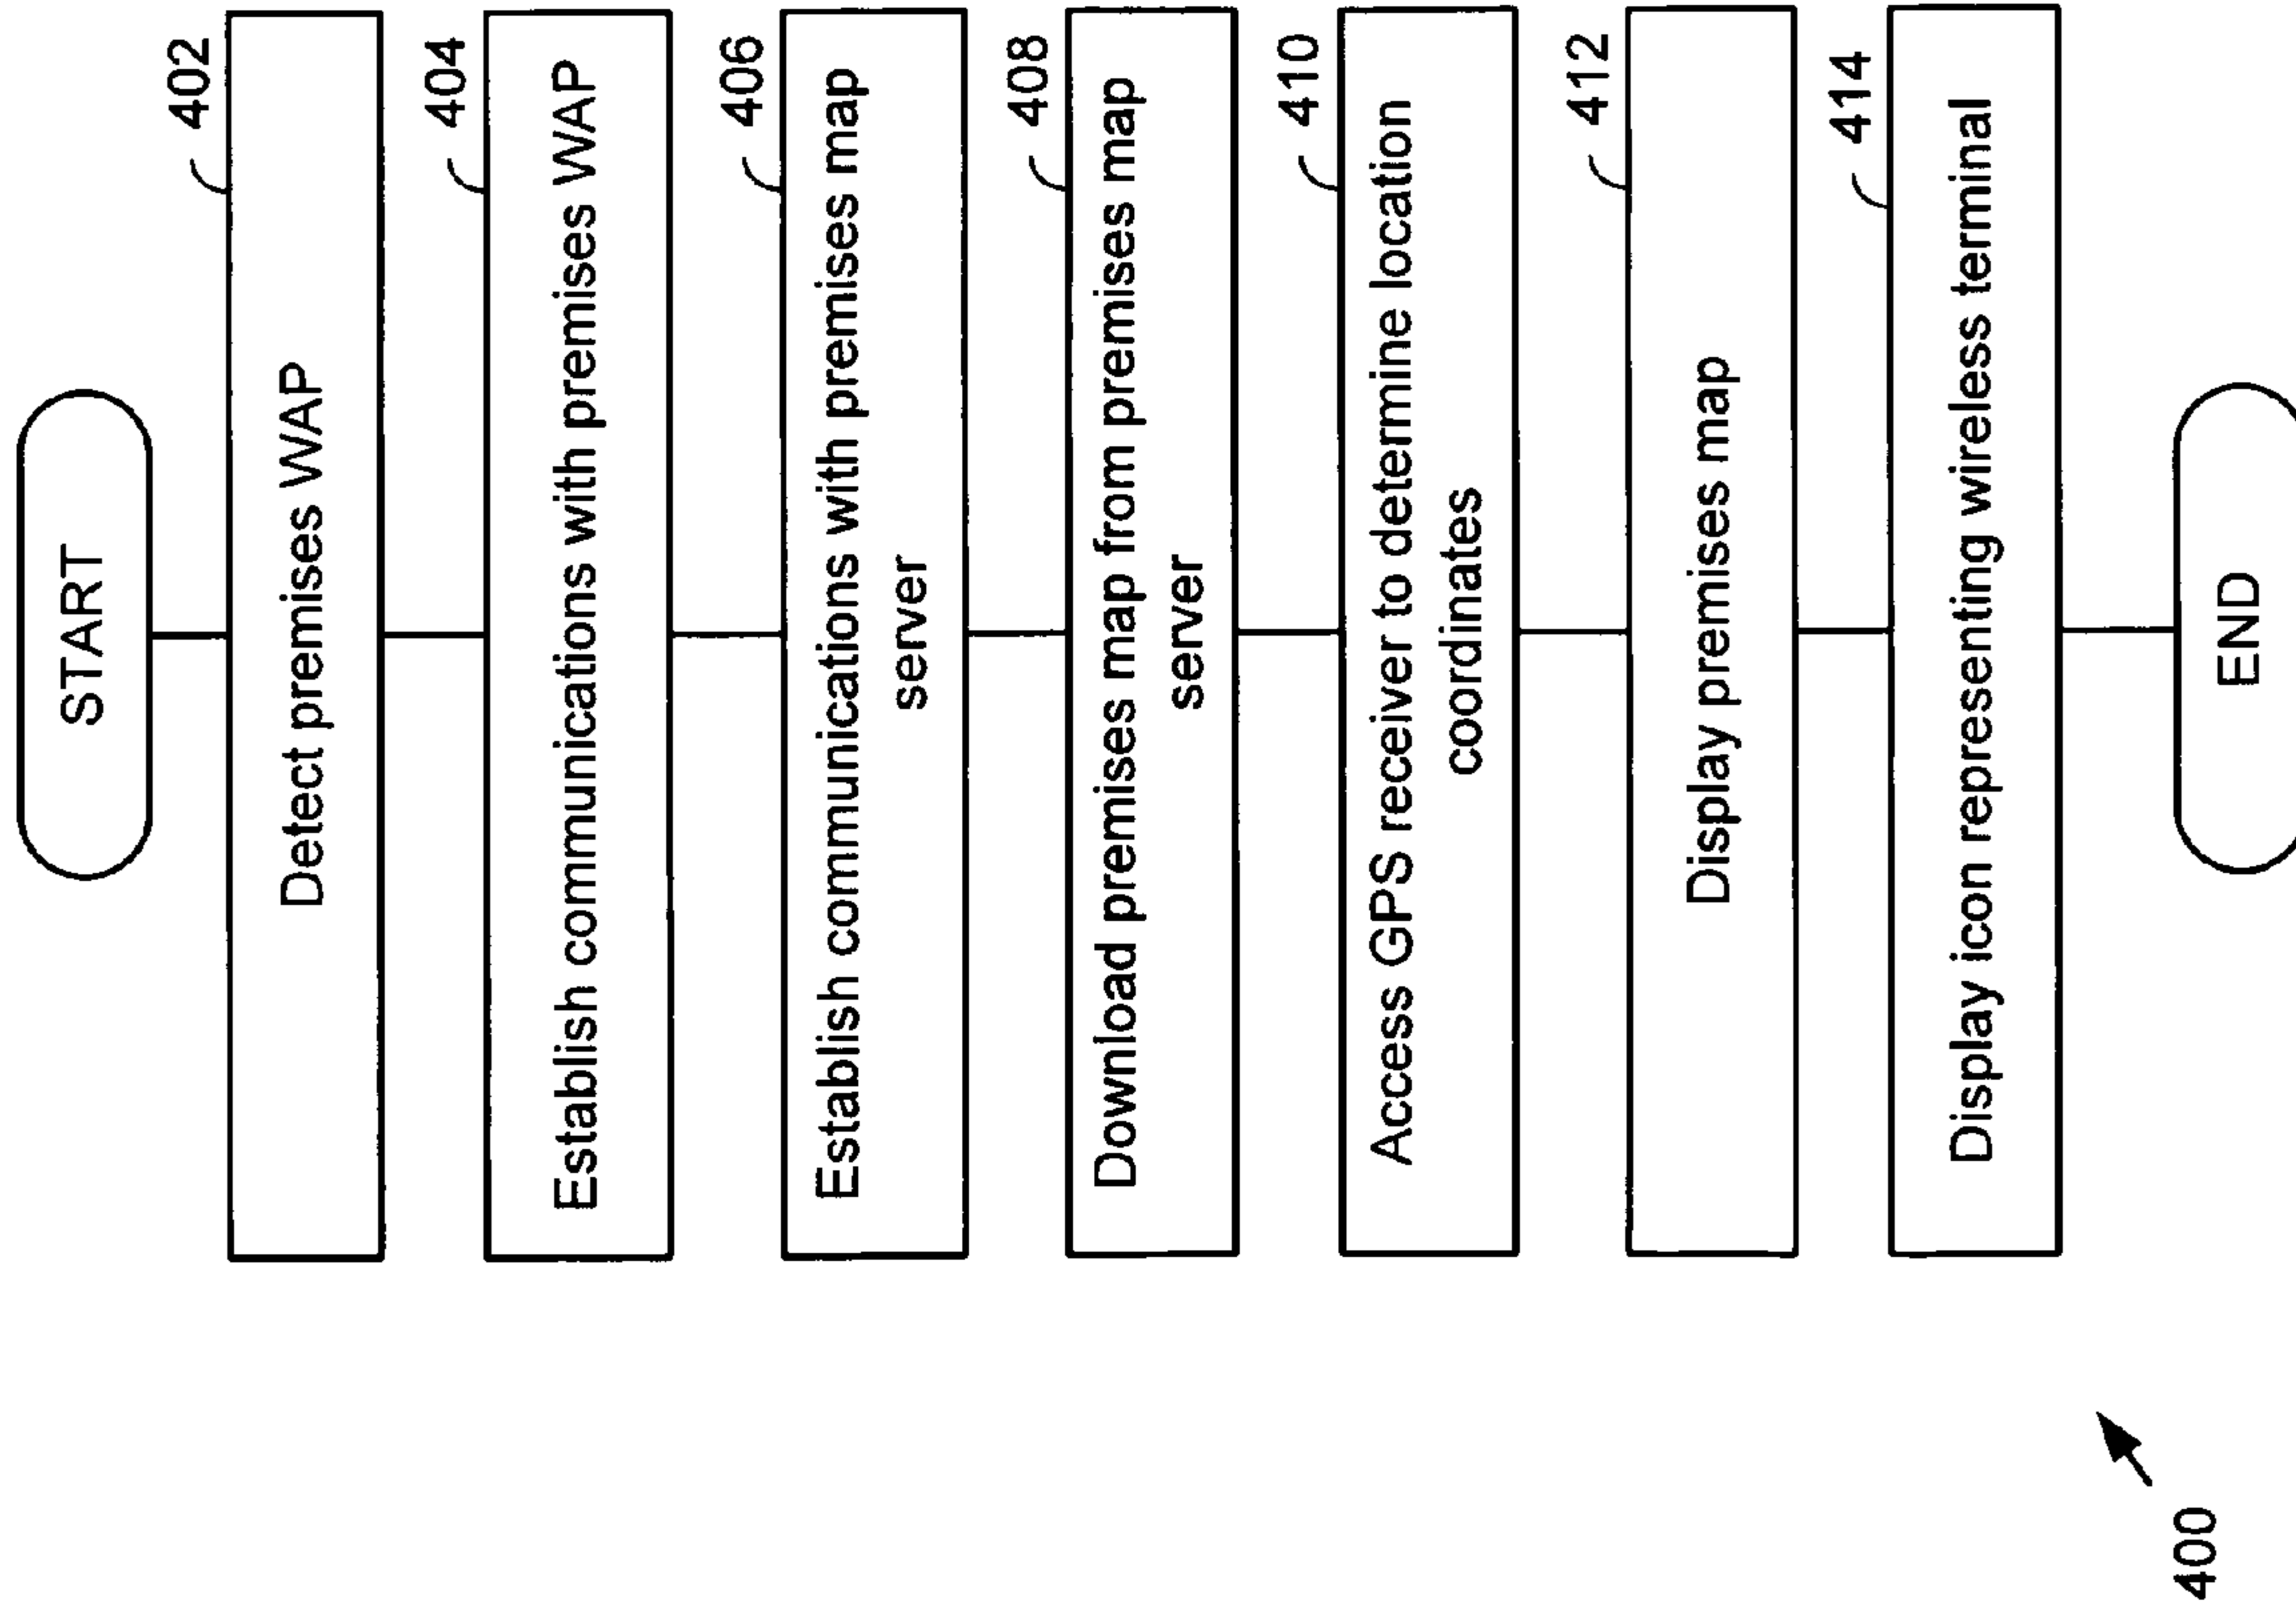 START
402
Detect premises WAP
404
Establish communications with premises WAP
406
Establish communications with premises map
server
408
Download premises map from premises map
server
410
Access GPS receiver to determine location
coordinates
412
Display premises map
414
Display icon representing wireless terminal
END
400